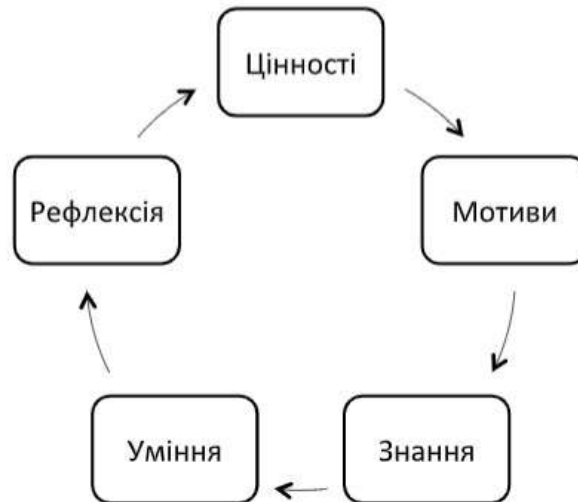 Цінності
Мотиви
Знання
Уміння
Рефлексія